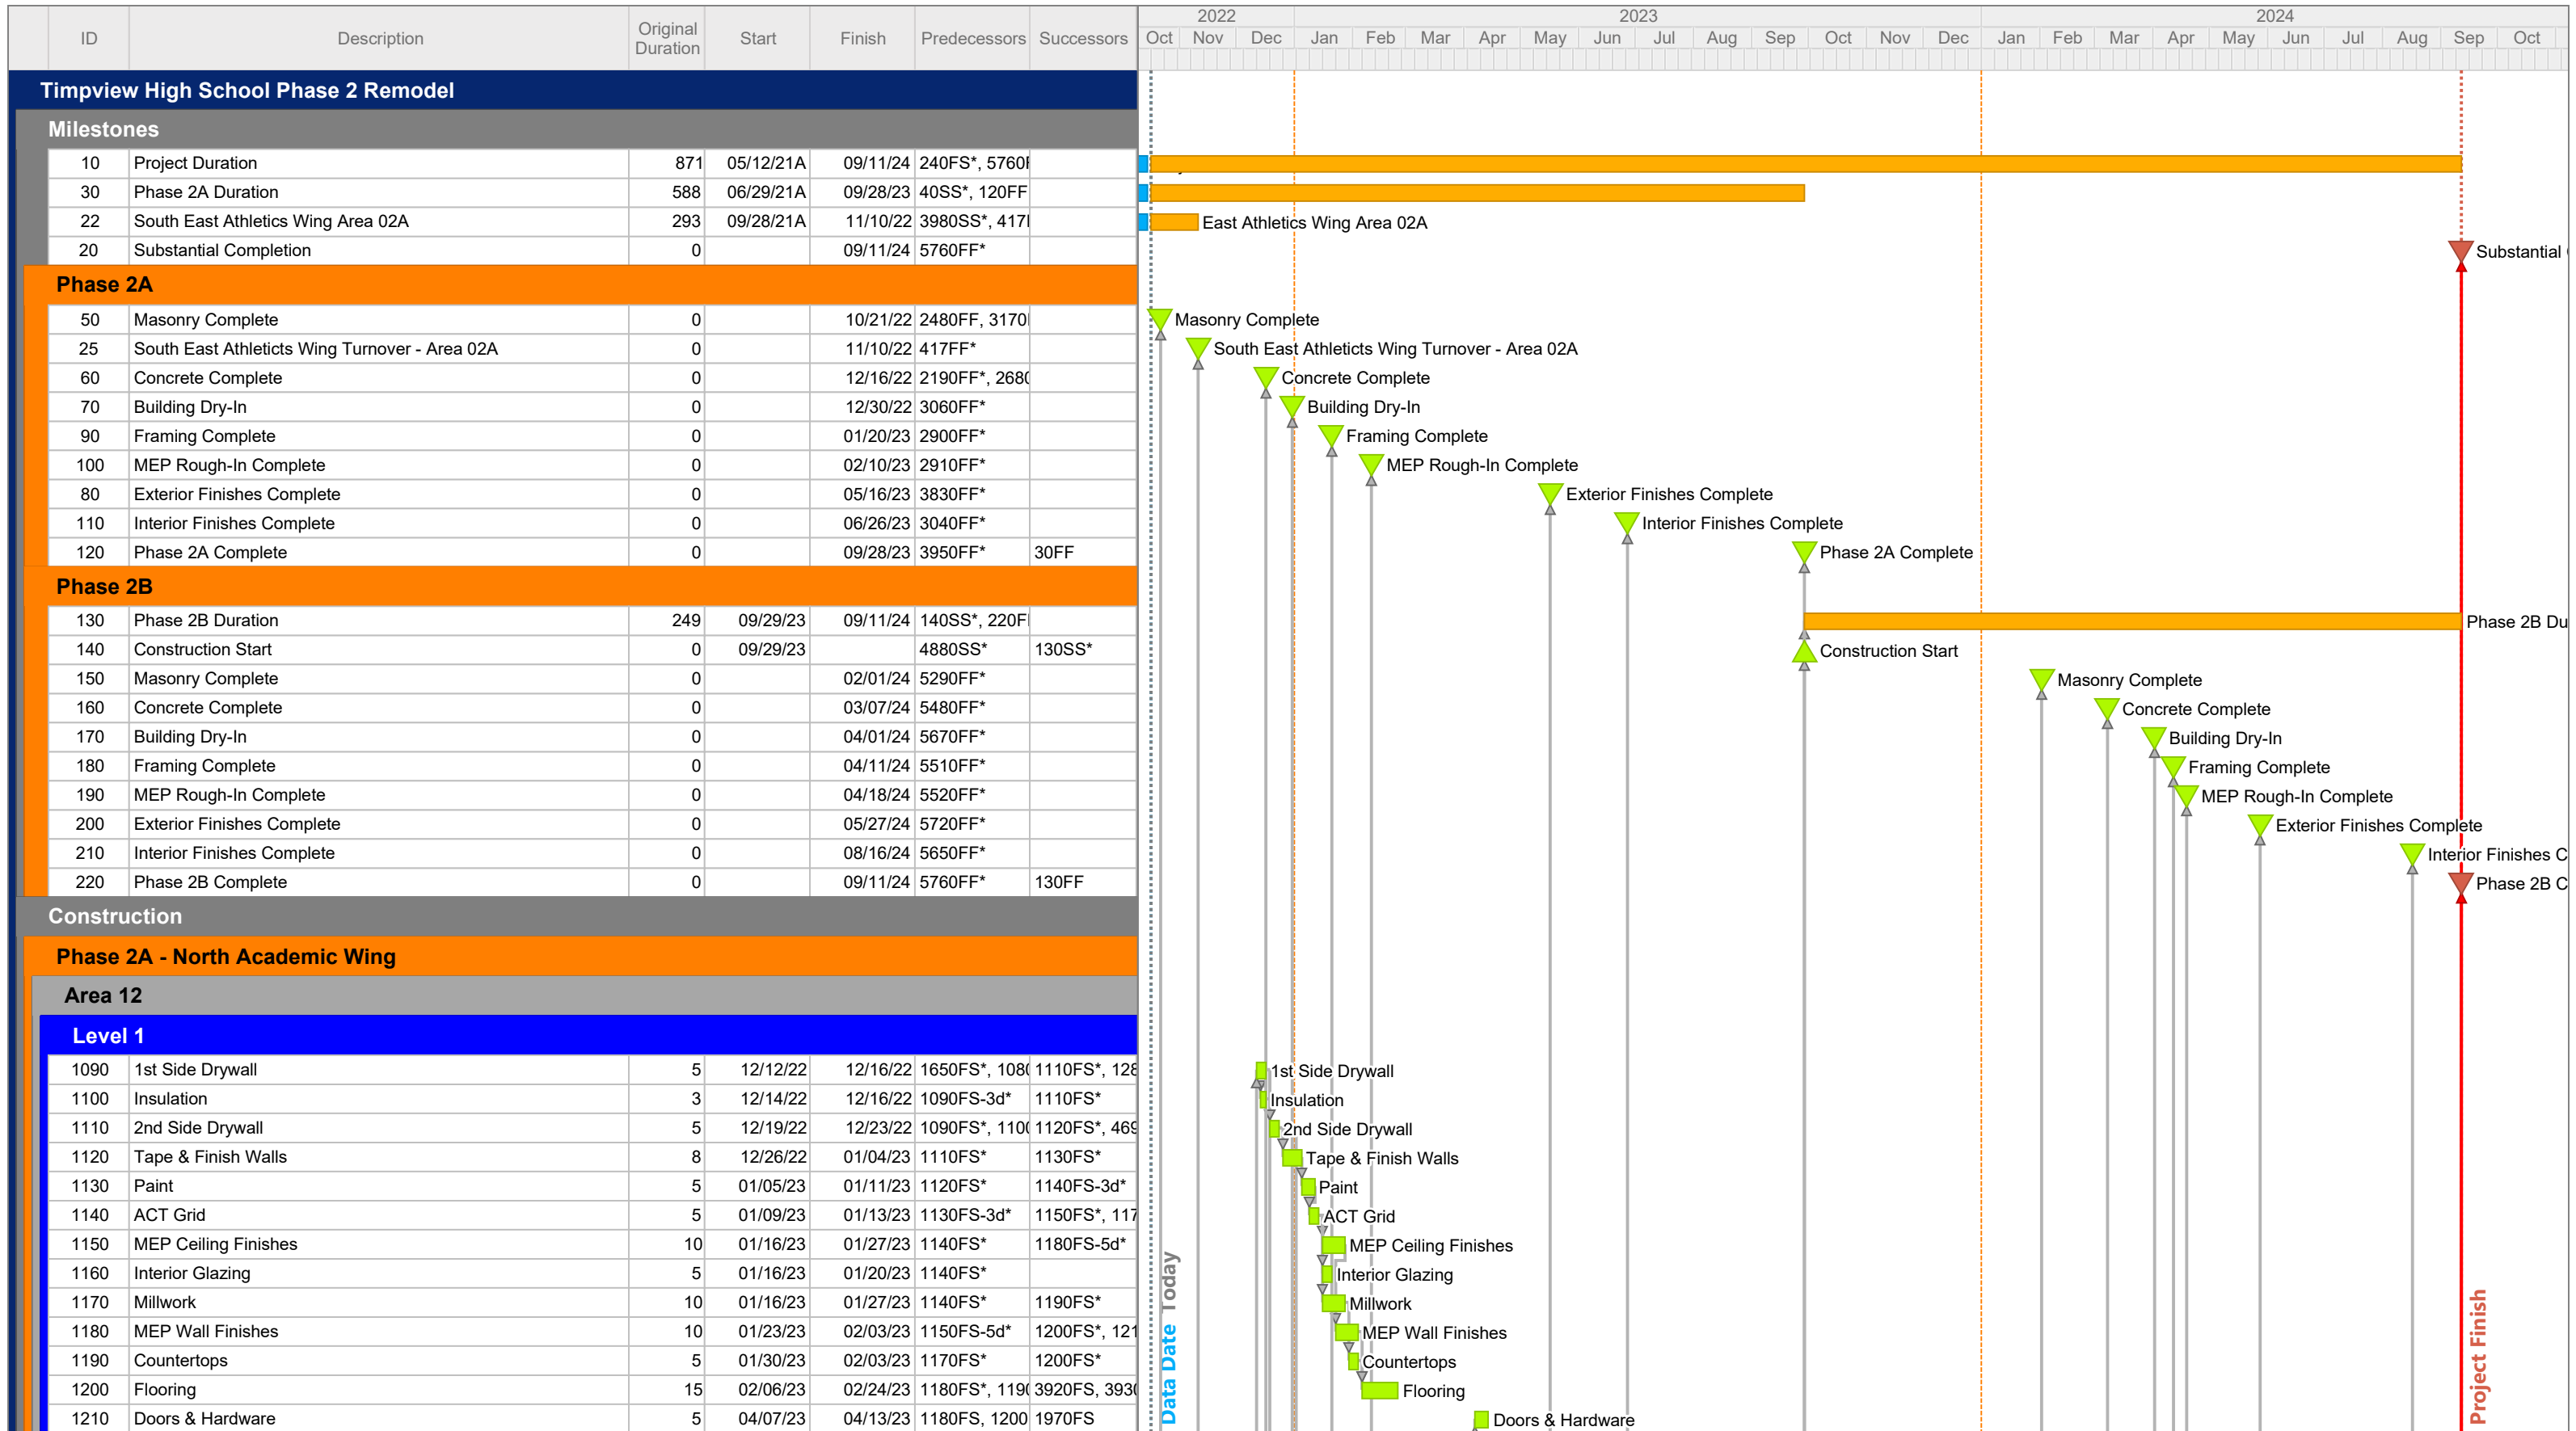 2022 2023 2024
ID Description Original Duration Start Finish Predecessors Successors Oct Nov Dec Jan Feb Mar Apr May Jun Jul Aug Sep Oct Nov Dec Jan Feb Mar Apr May Jun Jul Aug Sep Oct
Timpview High School Phase 2 Remodel
Milestones
10 Project Duration 871 05/12/21A 09/11/24 240FS*, 5760
30 Phase 2A Duration 588 06/29/21A 09/28/23 40SS*, 120FF
22 South East Athletics Wing Area 02A 293 09/28/21A 11/10/22 3980SS*, 417 East Athletics Wing Area 02A
20 Substantial Completion 0 09/11/24 5760FF* Substantial
Phase 2A
50 Masonry Complete 0 10/21/22 2480FF, 3170 Masonry Complete
25 South East Athleticts Wing Turnover - Area 02A 0 11/10/22 417FF* South East Athleticts Wing Turnover - Area 02A
60 Concrete Complete 0 12/16/22 2190FF*, 2680 Concrete Complete
70 Building Dry-In 0 12/30/22 3060FF* Building Dry-In
90 Framing Complete 0 01/20/23 2900FF* Framing Complete
100 MEP Rough-In Complete 0 02/10/23 2910FF* MEP Rough-In Complete
80 Exterior Finishes Complete 0 05/16/23 3830FF* Exterior Finishes Complete
110 Interior Finishes Complete 0 06/26/23 3040FF* Interior Finishes Complete
120 Phase 2A Complete 0 09/28/23 3950FF* 30FF Phase 2A Complete
Phase 2B
130 Phase 2B Duration 249 09/29/23 09/11/24 140SS*, 220F Phase 2B Du
140 Construction Start 0 09/29/23 4880SS* 130SS* Construction Start
150 Masonry Complete 0 02/01/24 5290FF* Masonry Complete
160 Concrete Complete 0 03/07/24 5480FF* Concrete Complete
170 Building Dry-In 0 04/01/24 5670FF* Building Dry-In
180 Framing Complete 0 04/11/24 5510FF* Framing Complete
190 MEP Rough-In Complete 0 04/18/24 5520FF* MEP Rough-In Complete
200 Exterior Finishes Complete 0 05/27/24 5720FF* Exterior Finishes Complete
210 Interior Finishes Complete 0 08/16/24 5650FF* Interior Finishes C
220 Phase 2B Complete 0 09/11/24 5760FF* 130FF Phase 2B C
Construction
Phase 2A - North Academic Wing
Area 12
Level 1
1090 1st Side Drywall 5 12/12/22 12/16/22 1650FS*, 1080 1110FS*, 128 1st Side Drywall
1100 Insulation 3 12/14/22 12/16/22 1090FS-3d* 1110FS* Insulation
1110 2nd Side Drywall 5 12/19/22 12/23/22 1090FS*, 1100 1120FS*, 469 2nd Side Drywall
1120 Tape & Finish Walls 8 12/26/22 01/04/23 1110FS* 1130FS* Tape & Finish Walls
1130 Paint 5 01/05/23 01/11/23 1120FS* 1140FS-3d* Paint
1140 ACT Grid 5 01/09/23 01/13/23 1130FS-3d* 1150FS*, 117 ACT Grid
1150 MEP Ceiling Finishes 10 01/16/23 01/27/23 1140FS* 1180FS-5d* MEP Ceiling Finishes
1160 Interior Glazing 5 01/16/23 01/20/23 1140FS* Interior Glazing
1170 Millwork 10 01/16/23 01/27/23 1140FS* 1190FS* Millwork
1180 MEP Wall Finishes 10 01/23/23 02/03/23 1150FS-5d* 1200FS*, 121 MEP Wall Finishes
1190 Countertops 5 01/30/23 02/03/23 1170FS* 1200FS* Countertops
1200 Flooring 15 02/06/23 02/24/23 1180FS*, 1190 3920FS, 3930 Flooring
1210 Doors & Hardware 5 04/07/23 04/13/23 1180FS, 1200 1970FS Doors & Hardware
Data Date Today
Project Finish